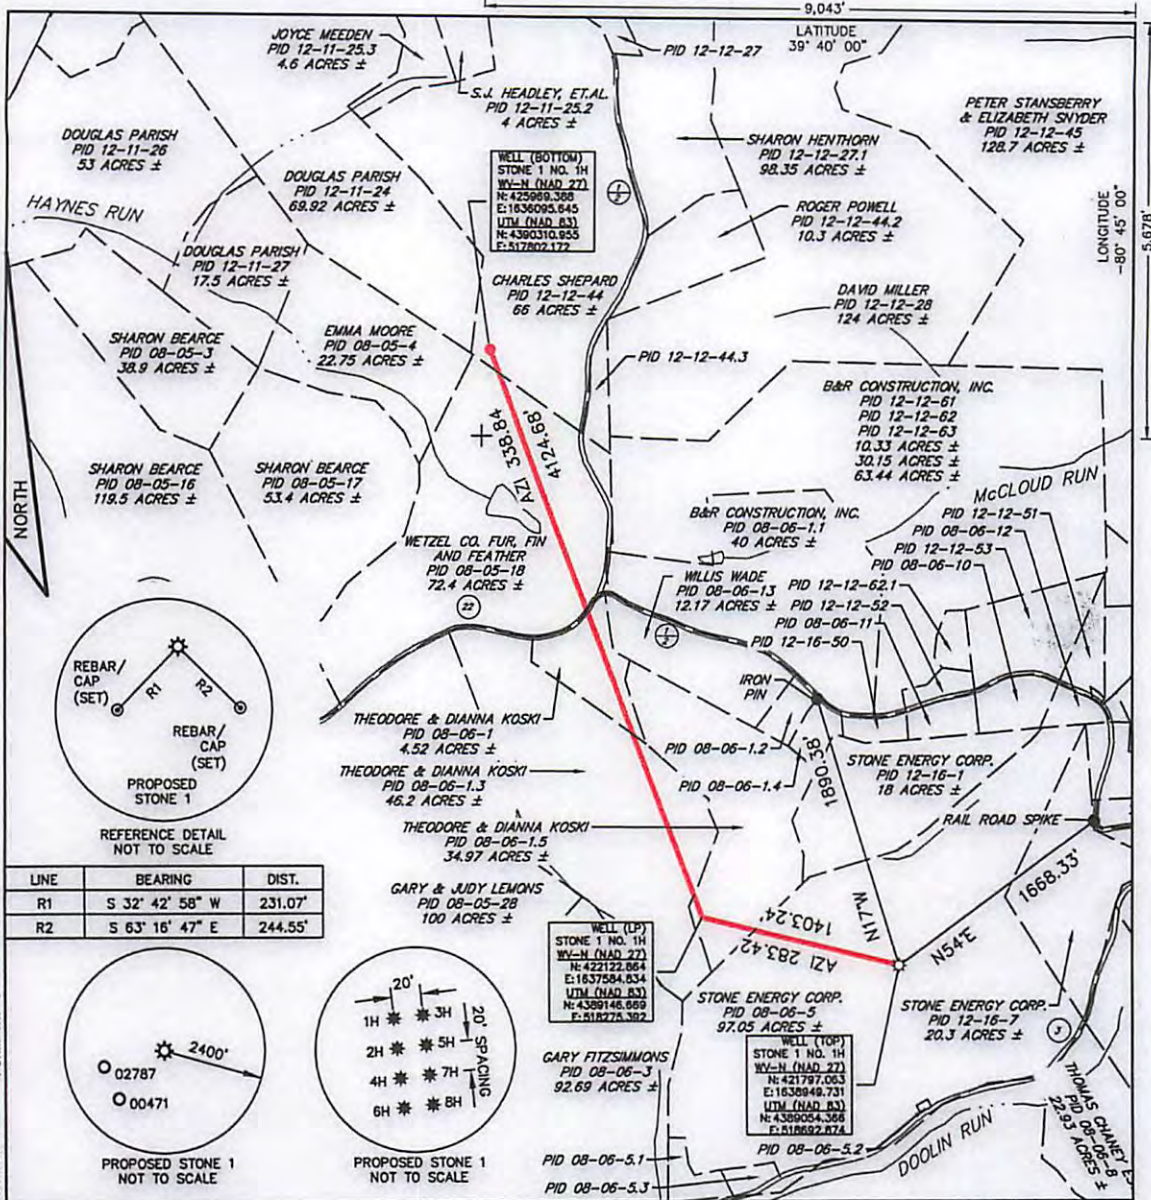 9,043'
LATITUDE
39° 40' 00"
LONGITUDE
-80° 45' 00"
5,678'
JOYCE MEEDEN
PID 12-11-25.3
4.6 ACRES ±
S.J. HEADLEY, ET.AL.
PID 12-11-25.2
4 ACRES ±
PID 12-12-27
PETER STANSBERRY
& ELIZABETH SNYDER
PID 12-12-45
128.7 ACRES ±
DOUGLAS PARISH
PID 12-11-26
53 ACRES ±
DOUGLAS PARISH
PID 12-11-24
69.92 ACRES ±
SHARON HENTHORN
PID 12-12-27.1
98.35 ACRES ±
WELL (BOTTOM)
STONE 1 NO. 1H
WV-N (NAD 27)
N: 425969.368
E: 1636095.645
UTM (NAD 83)
N: 4390310.955
E: 517802.172
HAYNES RUN
ROGER POWELL
PID 12-12-44.2
10.3 ACRES ±
DOUGLAS PARISH
PID 12-11-27
17.5 ACRES ±
CHARLES SHEPARD
PID 12-12-44
66 ACRES ±
DAVID MILLER
PID 12-12-28
124 ACRES ±
SHARON BEARCE
PID 08-05-3
38.9 ACRES ±
EMMA MOORE
PID 08-05-4
22.75 ACRES ±
PID 12-12-44.3
B&R CONSTRUCTION, INC.
PID 12-12-61
PID 12-12-62
PID 12-12-63
10.33 ACRES ±
30.15 ACRES ±
63.44 ACRES ±
AZI 338.84
4124.68'
NORTH
SHARON BEARCE
PID 08-05-16
119.5 ACRES ±
SHARON BEARCE
PID 08-05-17
53.4 ACRES ±
McCLOUD RUN
B&R CONSTRUCTION, INC.
PID 08-06-1.1
40 ACRES ±
PID 12-12-51
PID 08-06-12
PID 12-12-53
PID 08-06-10
WETZEL CO. FUR, FIN
AND FEATHER
PID 08-05-18
72.4 ACRES ±
22
WILLIS WADE
PID 08-06-13
12.17 ACRES ±
PID 12-12-62.1
PID 12-12-52
PID 08-06-11
PID 12-16-50
IRON
PIN
REBAR/
CAP
(SET)
R1
R2
REBAR/
CAP
(SET)
PROPOSED
STONE 1
REFERENCE DETAIL
NOT TO SCALE
THEODORE & DIANNA KOSKI
PID 08-06-1
4.52 ACRES ±
THEODORE & DIANNA KOSKI
PID 08-06-1.3
46.2 ACRES ±
THEODORE & DIANNA KOSKI
PID 08-06-1.5
34.97 ACRES ±
PID 08-06-1.2
PID 08-06-1.4
STONE ENERGY CORP.
PID 12-16-1
18 ACRES ±
RAIL ROAD SPIKE
1890.38'
N17W
1668.33'
N54'E
LINE BEARING DIST.
R1 S 32° 42' 58" W 231.07'
R2 S 63° 16' 47" E 244.55'
GARY & JUDY LEMONS
PID 08-05-28
100 ACRES ±
1403.24'
AZI 283.42
WELL (LP)
STONE 1 NO. 1H
WV-N (NAD 27)
N: 422122.864
E: 1637584.834
UTM (NAD 83)
N: 4389146.669
E: 518275.392
STONE ENERGY CORP.
PID 08-06-5
97.05 ACRES ±
STONE ENERGY CORP.
PID 12-16-7
20.3 ACRES ±
3
WELL (TOP)
STONE 1 NO. 1H
WV-N (NAD 27)
N: 421797.063
E: 1638949.731
UTM (NAD 83)
N: 4389054.366
E: 518692.874
GARY FITZSIMMONS
PID 08-06-3
92.69 ACRES ±
2400'
02787
00471
PROPOSED STONE 1
NOT TO SCALE
20'
1H
3H
2H
5H
4H
7H
6H
8H
20' SPACING
PROPOSED STONE 1
NOT TO SCALE
PID 08-06-5.1
PID 08-06-5.3
PID 08-06-5.2
DOOLIN RUN
THOMAS CHANEY
PID 08-06-8
22.93 ACRES ±